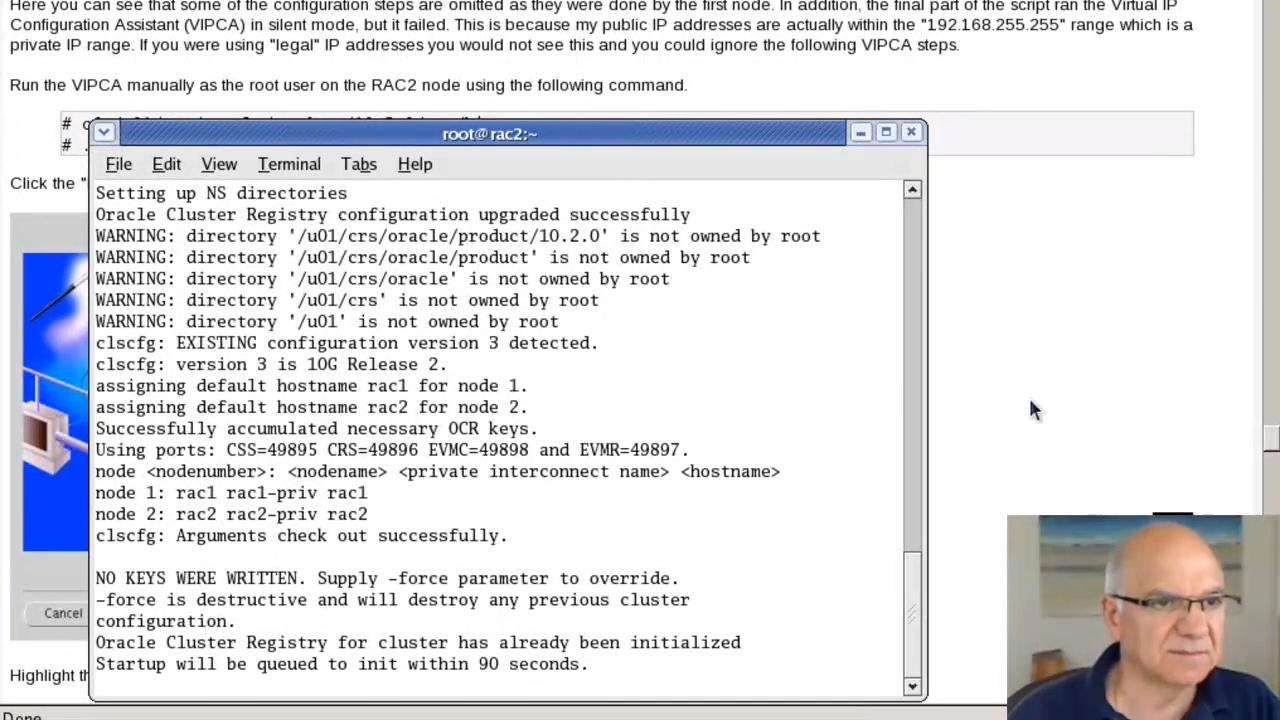 Here you can see that some of the configuration steps are omitted as they were done by the first node. In addition, the final part of the script ran the Virtual IP
Configuration Assistant (VIPCA) in silent mode, but it failed. This is because my public IP addresses are actually within the "192.168.255.255" range which is a
private IP range. If you were using "legal" IP addresses you would not see this and you could ignore the following VIPCA steps.
Run the VIPCA manually as the root user on the RAC2 node using the following command.
#
# .
Click the "
root@rac2:~
File Edit View Terminal Tabs Help
Setting up NS directories
Oracle Cluster Registry configuration upgraded successfully
WARNING: directory '/u01/crs/oracle/product/10.2.0' is not owned by root
WARNING: directory '/u01/crs/oracle/product' is not owned by root
WARNING: directory '/u01/crs/oracle' is not owned by root
WARNING: directory '/u01/crs' is not owned by root
WARNING: directory '/u01' is not owned by root
clscfg: EXISTING configuration version 3 detected.
clscfg: version 3 is 10G Release 2.
assigning default hostname rac1 for node 1.
assigning default hostname rac2 for node 2.
Successfully accumulated necessary OCR keys.
Using ports: CSS=49895 CRS=49896 EVMC=49898 and EVMR=49897.
node <nodenumber>: <nodename> <private interconnect name> <hostname>
node 1: rac1 rac1-priv rac1
node 2: rac2 rac2-priv rac2
clscfg: Arguments check out successfully.
NO KEYS WERE WRITTEN. Supply -force parameter to override.
-force is destructive and will destroy any previous cluster
configuration.
Oracle Cluster Registry for cluster has already been initialized
Startup will be queued to init within 90 seconds.
Cancel
Highlight
Done